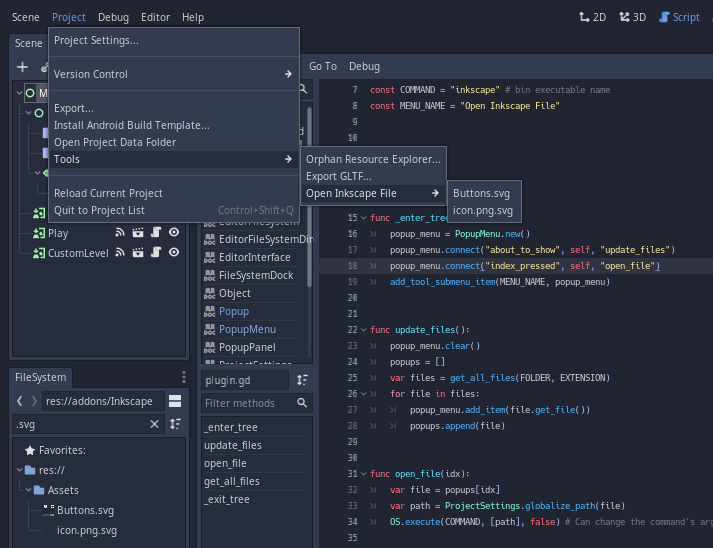 Scene Project Debug Editor Help
2D 3D Script
Scene
Project Settings...
Version Control
Export...
Install Android Build Template...
Open Project Data Folder
Tools
Reload Current Project
Quit to Project List Control+Shift+Q
Orphan Resource Explorer...
Export GLTF...
Open Inkscape File
Buttons.svg
icon.png.svg
Play
CustomLevel
FileSystem
res://addons/Inkscape
.svg
Favorites:
res://
Assets
Buttons.svg
icon.png.svg
Go To Debug
EditorFileSystem
EditorFileSystemDire
EditorInterface
FileSystemDock
Object
Popup
PopupMenu
PopupPanel
ProjectSettings
plugin.gd
Filter methods
_enter_tree
update_files
open_file
get_all_files
_exit_tree
7 const COMMAND = "inkscape" # bin executable name
8 const MENU_NAME = "Open Inkscape File"
9
10
15 func _enter_tree
16 popup_menu = PopupMenu.new()
17 popup_menu.connect("about_to_show", self, "update_files")
18 popup_menu.connect("index_pressed", self, "open_file")
19 add_tool_submenu_item(MENU_NAME, popup_menu)
20
21
22 func update_files():
23 popup_menu.clear()
24 popups = []
25 var files = get_all_files(FOLDER, EXTENSION)
26 for file in files:
27 popup_menu.add_item(file.get_file())
28 popups.append(file)
29
30
31 func open_file(idx):
32 var file = popups[idx]
33 var path = ProjectSettings.globalize_path(file)
34 OS.execute(COMMAND, [path], false) # Can change the command's arg
35